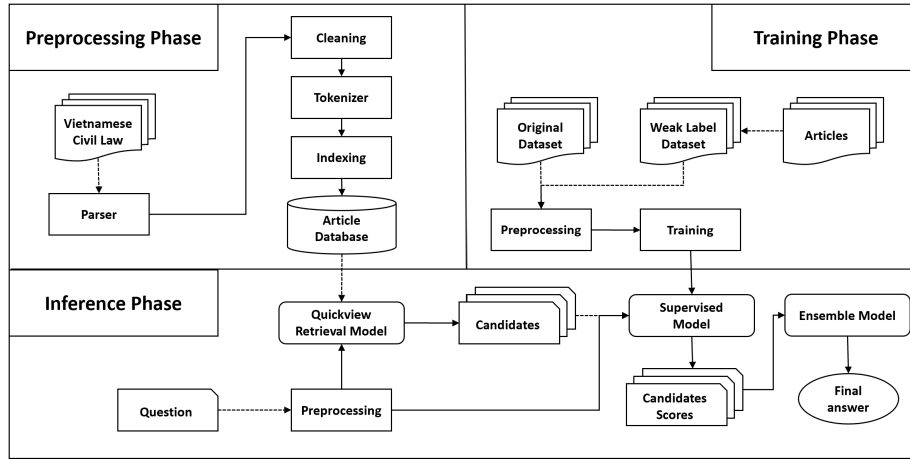 Preprocessing Phase
Vietnamese
Civil Law
Parser
Cleaning
Tokenizer
Indexing
Article
Database
Training Phase
Original
Dataset
Weak Label
Dataset
Articles
Preprocessing
Training
Inference Phase
Quickview
Retrieval Model
Candidates
Supervised
Model
Ensemble Model
Question
Preprocessing
Candidates
Scores
Final
answer